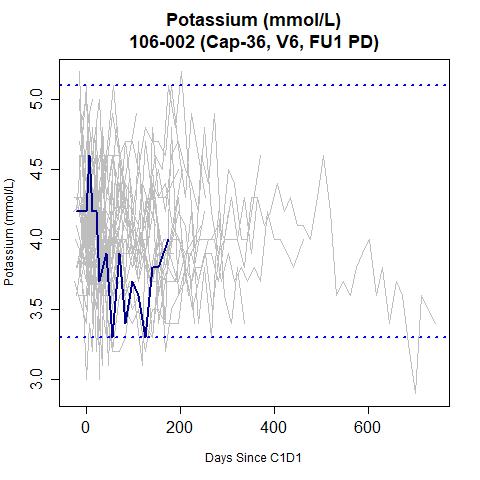 Potassium (mmol/L)
106-002 (Cap-36, V6, FU1 PD)
Potassium (mmol/L)
5.0
4.5
4.0
3.5
3.0
0 200 400 600
Days Since C1D1